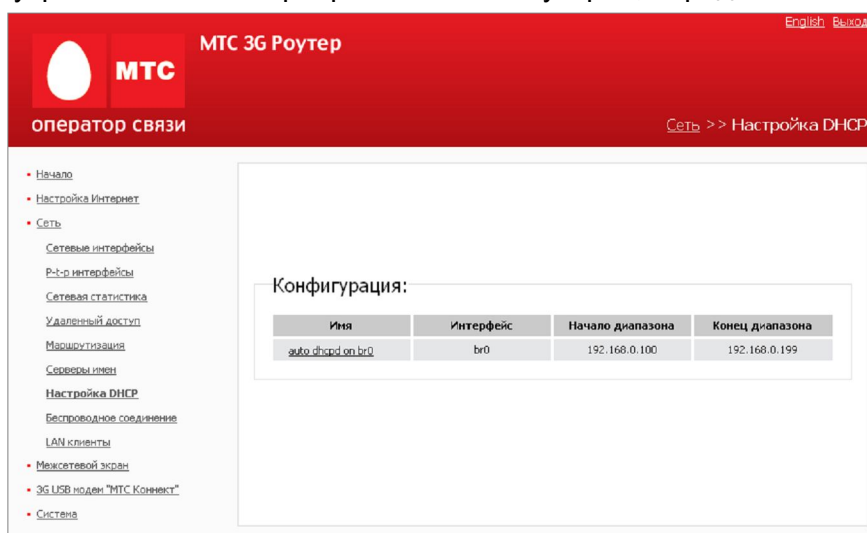 English Выход
МТС 3G Роутер
МТС
оператор связи
Сеть >> Настройка DHCP
Начало
Настройка Интернет
Сеть
Сетевые интерфейсы
P-t-p интерфейсы
Сетевая статистика
Удаленный доступ
Маршрутизация
Серверы имен
Настройка DHCP
Беспроводное соединение
LAN клиенты
Межсетевой экран
3G USB модем "МТС Коннект"
Система
Конфигурация:
Имя Интерфейс Начало диапазона Конец диапазона
auto dhcpd on br0 br0 192.168.0.100 192.168.0.199